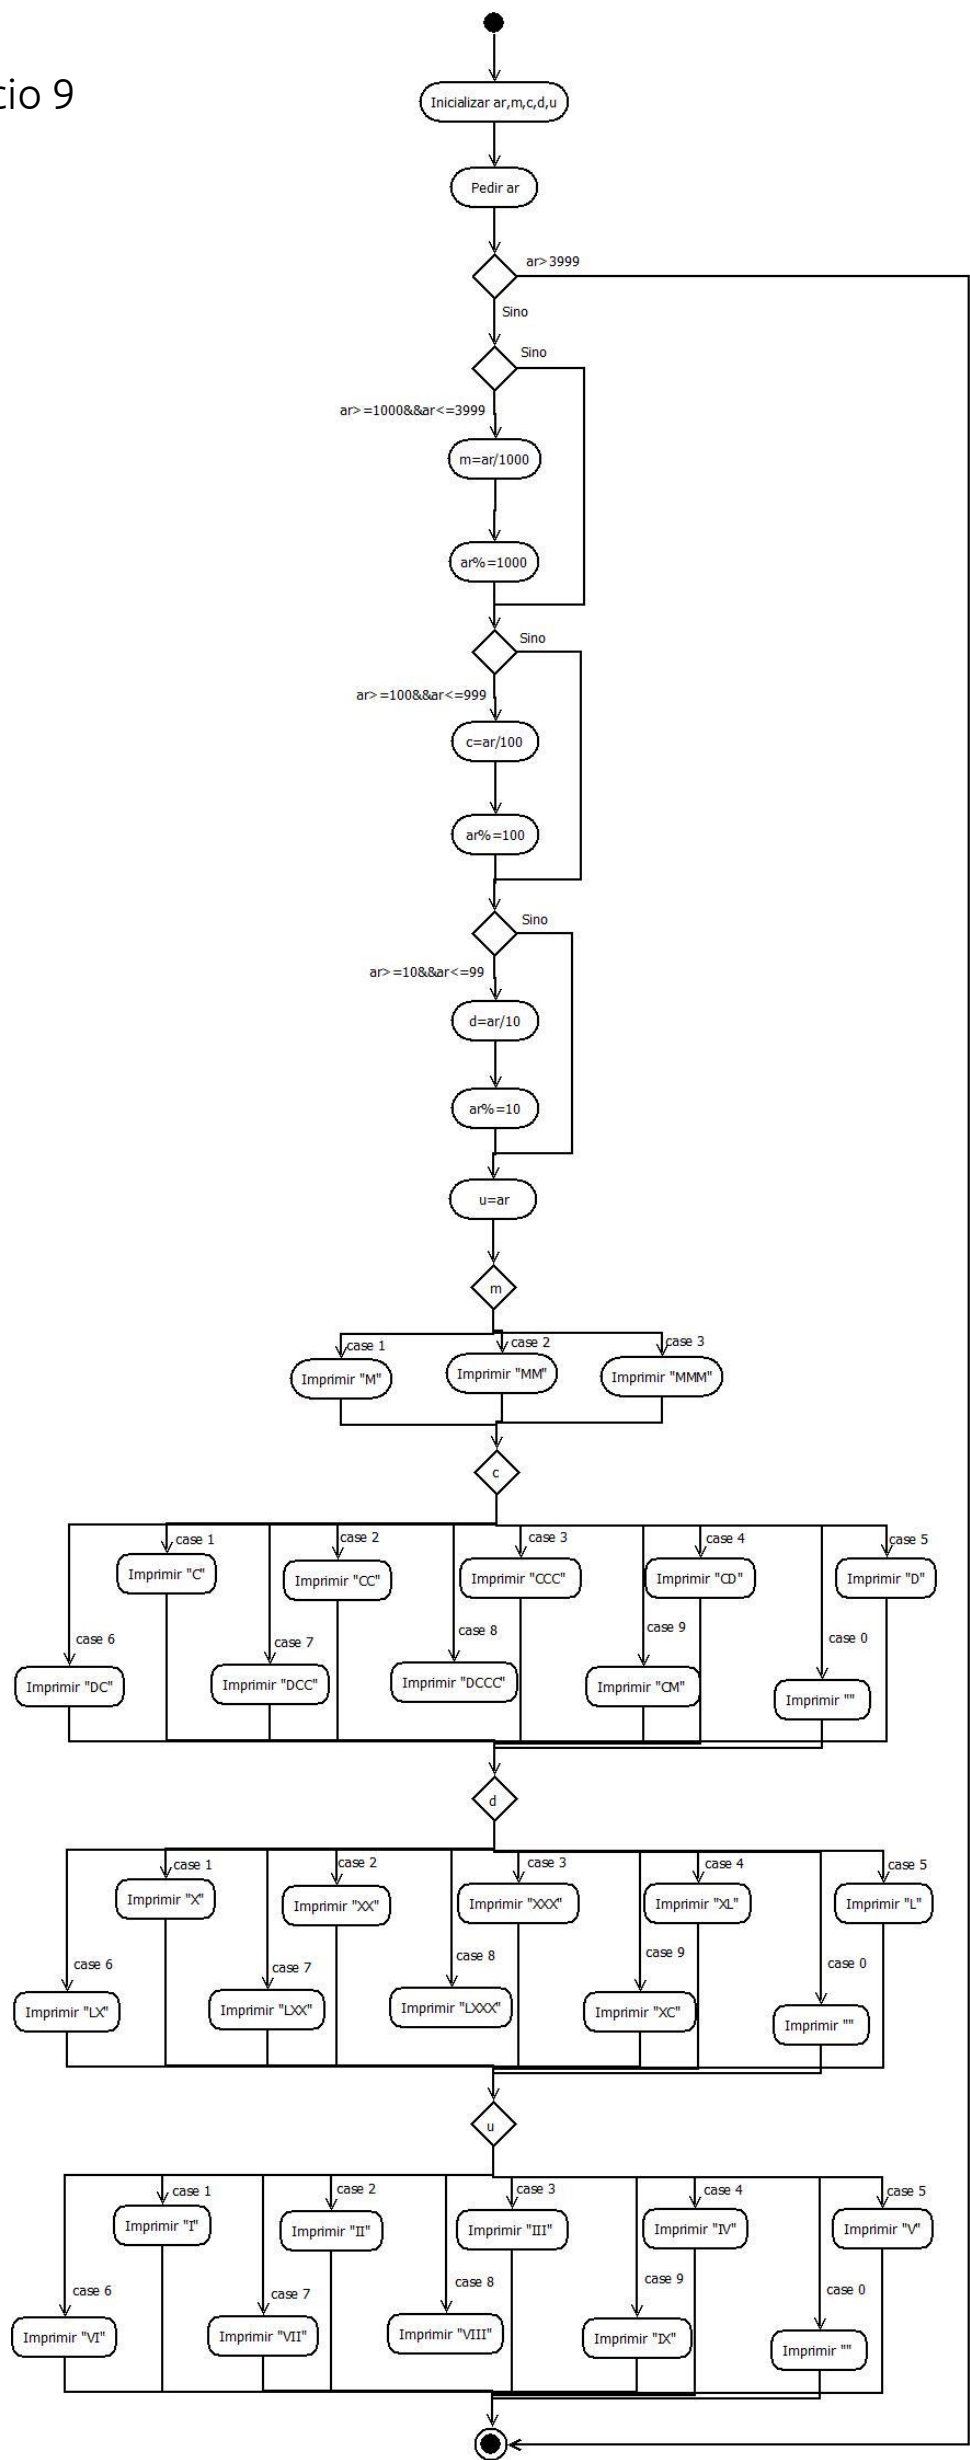 cio 9
Inicializar ar,m,c,d,u
Pedir ar
ar>3999
Sino
Sino
ar>=1000&&ar<=3999
m=ar/1000
ar%=1000
Sino
ar>=100&&ar<=999
c=ar/100
ar%=100
Sino
ar>=10&&ar<=99
d=ar/10
ar%=10
u=ar
m
case 1
case 2
case 3
Imprimir "M"
Imprimir "MM"
Imprimir "MMM"
c
case 1
case 2
case 3
case 4
case 5
Imprimir "C"
Imprimir "CC"
Imprimir "CCC"
Imprimir "CD"
Imprimir "D"
case 6
case 7
case 8
case 9
case 0
Imprimir "DC"
Imprimir "DCC"
Imprimir "DCCC"
Imprimir "CM"
Imprimir ""
d
case 1
case 2
case 3
case 4
case 5
Imprimir "X"
Imprimir "XX"
Imprimir "XXX"
Imprimir "XL"
Imprimir "L"
case 6
case 7
case 8
case 9
case 0
Imprimir "LX"
Imprimir "LXX"
Imprimir "LXXX"
Imprimir "XC"
Imprimir ""
u
case 1
case 2
case 3
case 4
case 5
Imprimir "I"
Imprimir "II"
Imprimir "III"
Imprimir "IV"
Imprimir "V"
case 6
case 7
case 8
case 9
case 0
Imprimir "VI"
Imprimir "VII"
Imprimir "VIII"
Imprimir "IX"
Imprimir ""